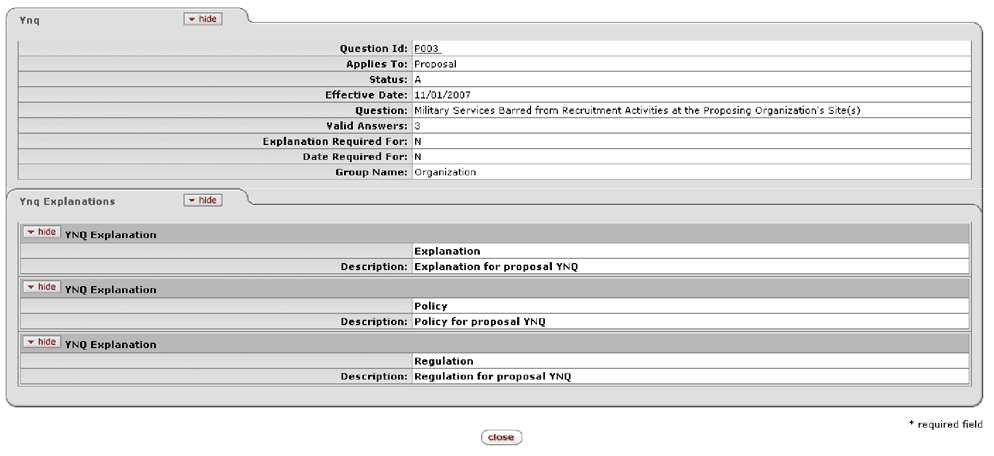 Ynq hide
Question Id: P003
Applies To: Proposal
Status: A
Effective Date: 11/01/2007
Question: Military Services Barred from Recruitment Activities at the Proposing Organization's Site(s)
Valid Answers: 3
Explanation Required For: N
Date Required For: N
Group Name: Organization
Ynq Explanations hide
hide YNQ Explanation
Explanation
Description: Explanation for proposal YNQ
hide YNQ Explanation
Policy
Description: Policy for proposal YNQ
hide YNQ Explanation
Regulation
Description: Regulation for proposal YNQ
* required field
close